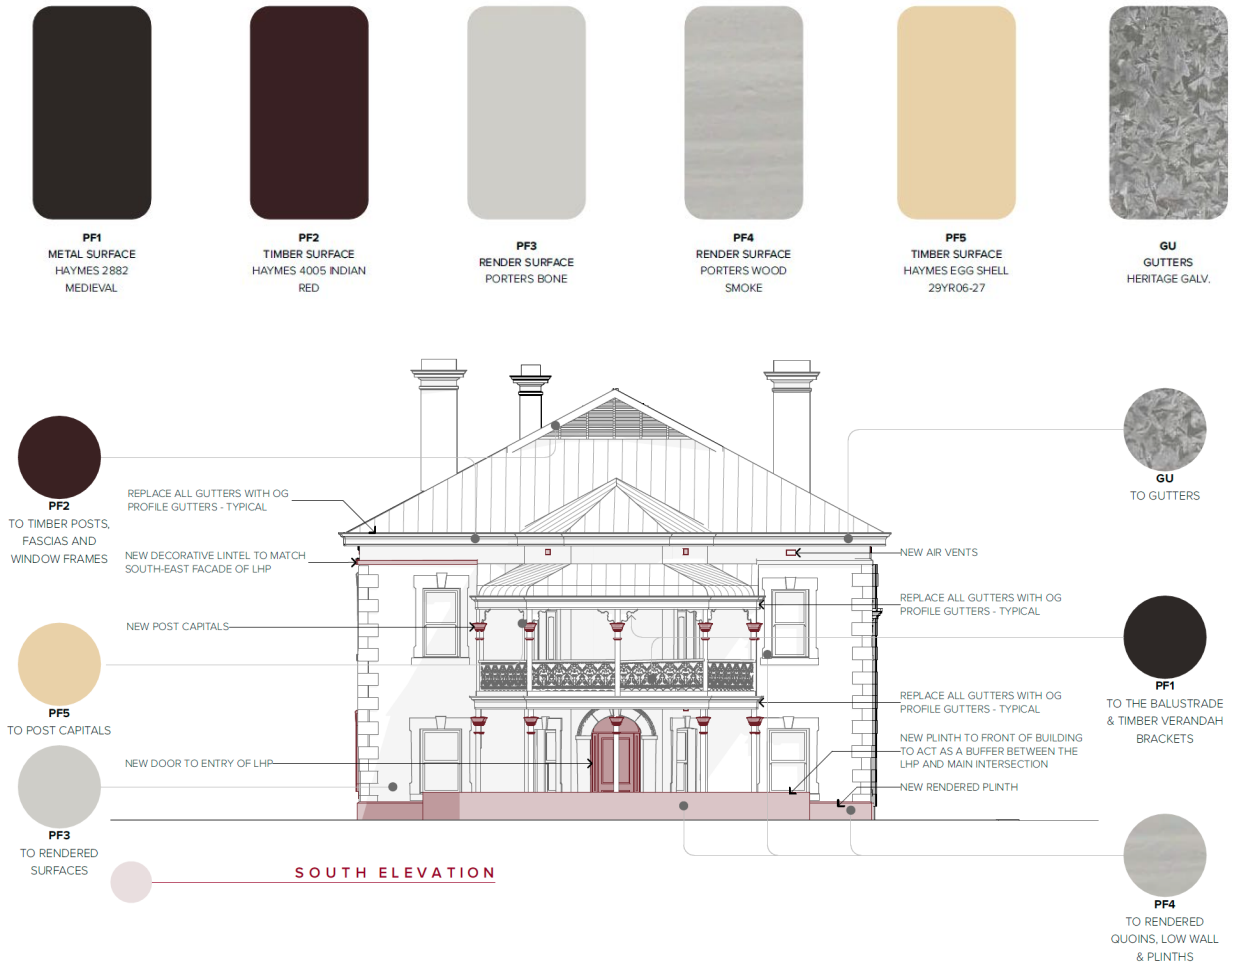 PF1
METAL SURFACE
HAYMES 2882
MEDIEVAL
PF2
TIMBER SURFACE
HAYMES 4005 INDIAN
RED
PF3
RENDER SURFACE
PORTERS BONE
PF4
RENDER SURFACE
PORTERS WOOD
SMOKE
PF5
TIMBER SURFACE
HAYMES EGG SHELL
29YR06-27
GU
GUTTERS
HERITAGE GALV.
PF2
TO TIMBER POSTS,
FASCIAS AND
WINDOW FRAMES
PF5
TO POST CAPITALS
PF3
TO RENDERED
SURFACES
REPLACE ALL GUTTERS WITH OG
PROFILE GUTTERS - TYPICAL
NEW DECORATIVE LINTEL TO MATCH
SOUTH-EAST FACADE OF LHP
NEW POST CAPITALS
NEW DOOR TO ENTRY OF LHP
NEW AIR VENTS
REPLACE ALL GUTTERS WITH OG
PROFILE GUTTERS - TYPICAL
REPLACE ALL GUTTERS WITH OG
PROFILE GUTTERS - TYPICAL
NEW PLINTH TO FRONT OF BUILDING
TO ACT AS A BUFFER BETWEEN THE
LHP AND MAIN INTERSECTION
NEW RENDERED PLINTH
GU
TO GUTTERS
PF1
TO THE BALUSTRADE
& TIMBER VERANDAH
BRACKETS
PF4
TO RENDERED
QUOINS, LOW WALL
& PLINTHS
SOUTH ELEVATION